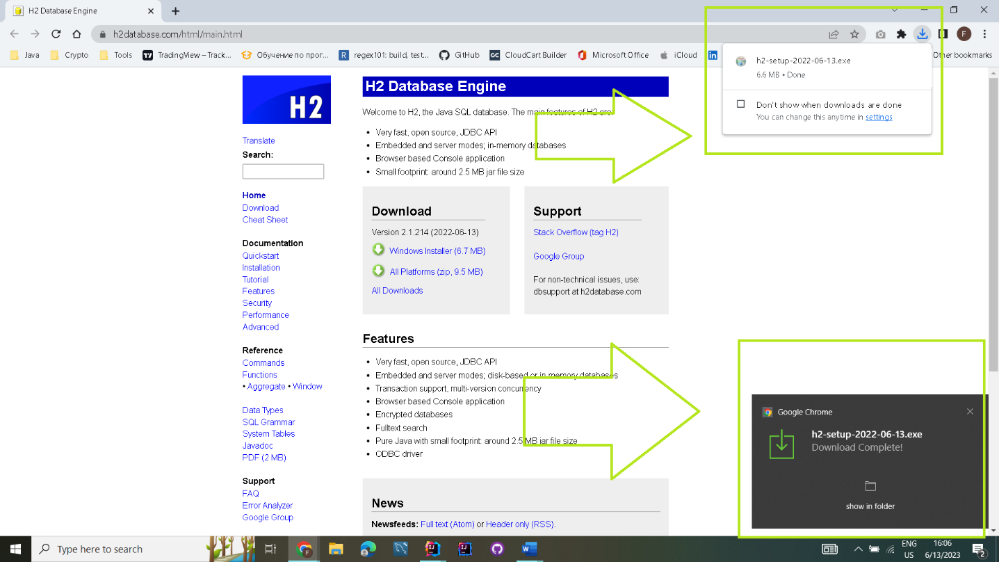 H2 Database Engine
h2database.com/html/main.html
F
Java
Crypto
Tools
TradingView – Track...
Обучение по прог...
R
regex101: build, test...
GitHub
CloudCart Builder
Microsoft Office
iCloud
in
Other bookmarks
h2-setup-2022-06-13.exe
6.6 MB • Done
Don't show when downloads are done
You can change this anytime in settings
H2
Translate
Search:
Home
Download
Cheat Sheet
Documentation
Quickstart
Installation
Tutorial
Features
Security
Performance
Advanced
Reference
Commands
Functions
• Aggregate • Window
Data Types
SQL Grammar
System Tables
Javadoc
PDF (2 MB)
Support
FAQ
Error Analyzer
Google Group
H2 Database Engine
Welcome to H2, the Java SQL database. The main features of H2 are:
• Very fast, open source, JDBC API
• Embedded and server modes; in-memory databases
• Browser based Console application
• Small footprint: around 2.5 MB jar file size
Download
Version 2.1.214 (2022-06-13)
Windows Installer (6.7 MB)
All Platforms (zip, 9.5 MB)
All Downloads
Support
Stack Overflow (tag H2)
Google Group
For non-technical issues, use:
dbsupport at h2database.com
Features
• Very fast, open source, JDBC API
• Embedded and server modes; disk-based or in-memory databases
• Transaction support, multi-version concurrency
• Browser based Console application
• Encrypted databases
• Fulltext search
• Pure Java with small footprint: around 2.5 MB jar file size
• ODBC driver
News
Newsfeeds: Full text (Atom) or Header only (RSS).
Google Chrome
h2-setup-2022-06-13.exe
Download Complete!
show in folder
Type here to search
F
IJ
IJ
W
ENG
US
16:06
6/13/2023
2